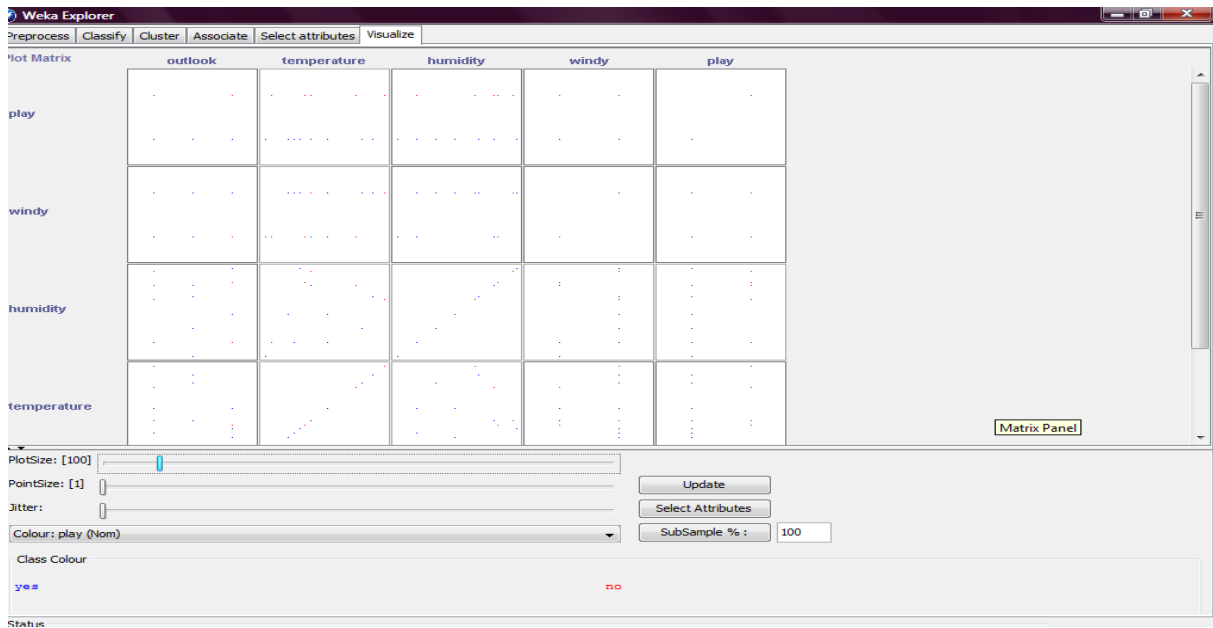 Weka Explorer
Preprocess Classify Cluster Associate Select attributes Visualize
Plot Matrix outlook temperature humidity windy play
play
windy
humidity
temperature
Matrix Panel
PlotSize: [100]
PointSize: [1] Update
Jitter: Select Attributes
Colour: play (Nom) SubSample % : 100
Class Colour
yes no
Status